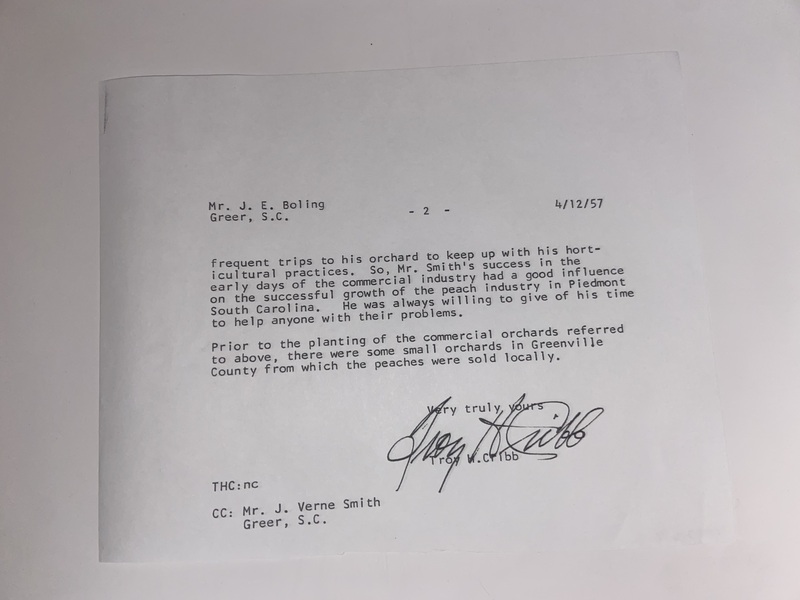 Mr. J. E. Boling
Greer, S.C.
- 2 -
4/12/57
frequent trips to his orchard to keep up with his hort-
icultural practices. So, Mr. Smith's success in the
early days of the commercial industry had a good influence
on the successful growth of the peach industry in Piedmont
South Carolina. He was always willing to give of his time
to help anyone with their problems.
Prior to the planting of the commercial orchards referred
to above, there were some small orchards in Greenville
County from which the peaches were sold locally.
Very truly yours
Troy H Cribb
Troy W.Cribb
THC:nc
CC: Mr. J. Verne Smith
Greer, S.C.